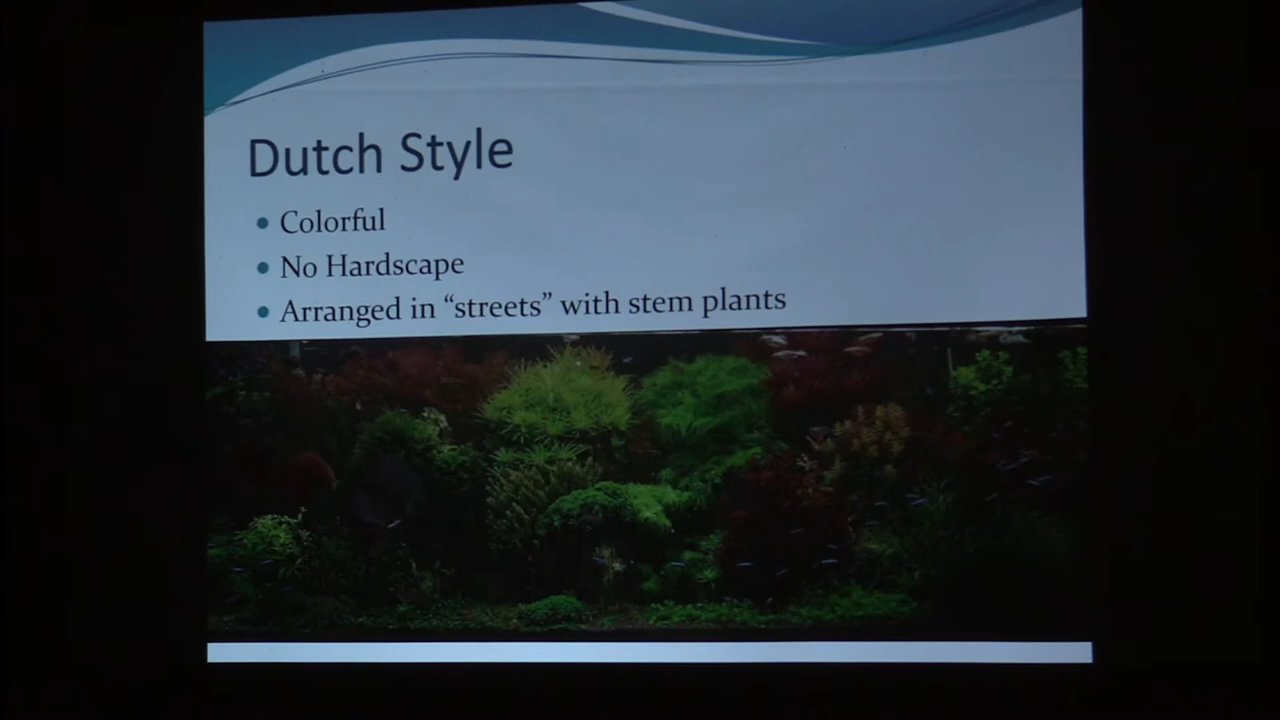 Dutch Style
• Colorful
• No Hardscape
• Arranged in “streets” with stem plants